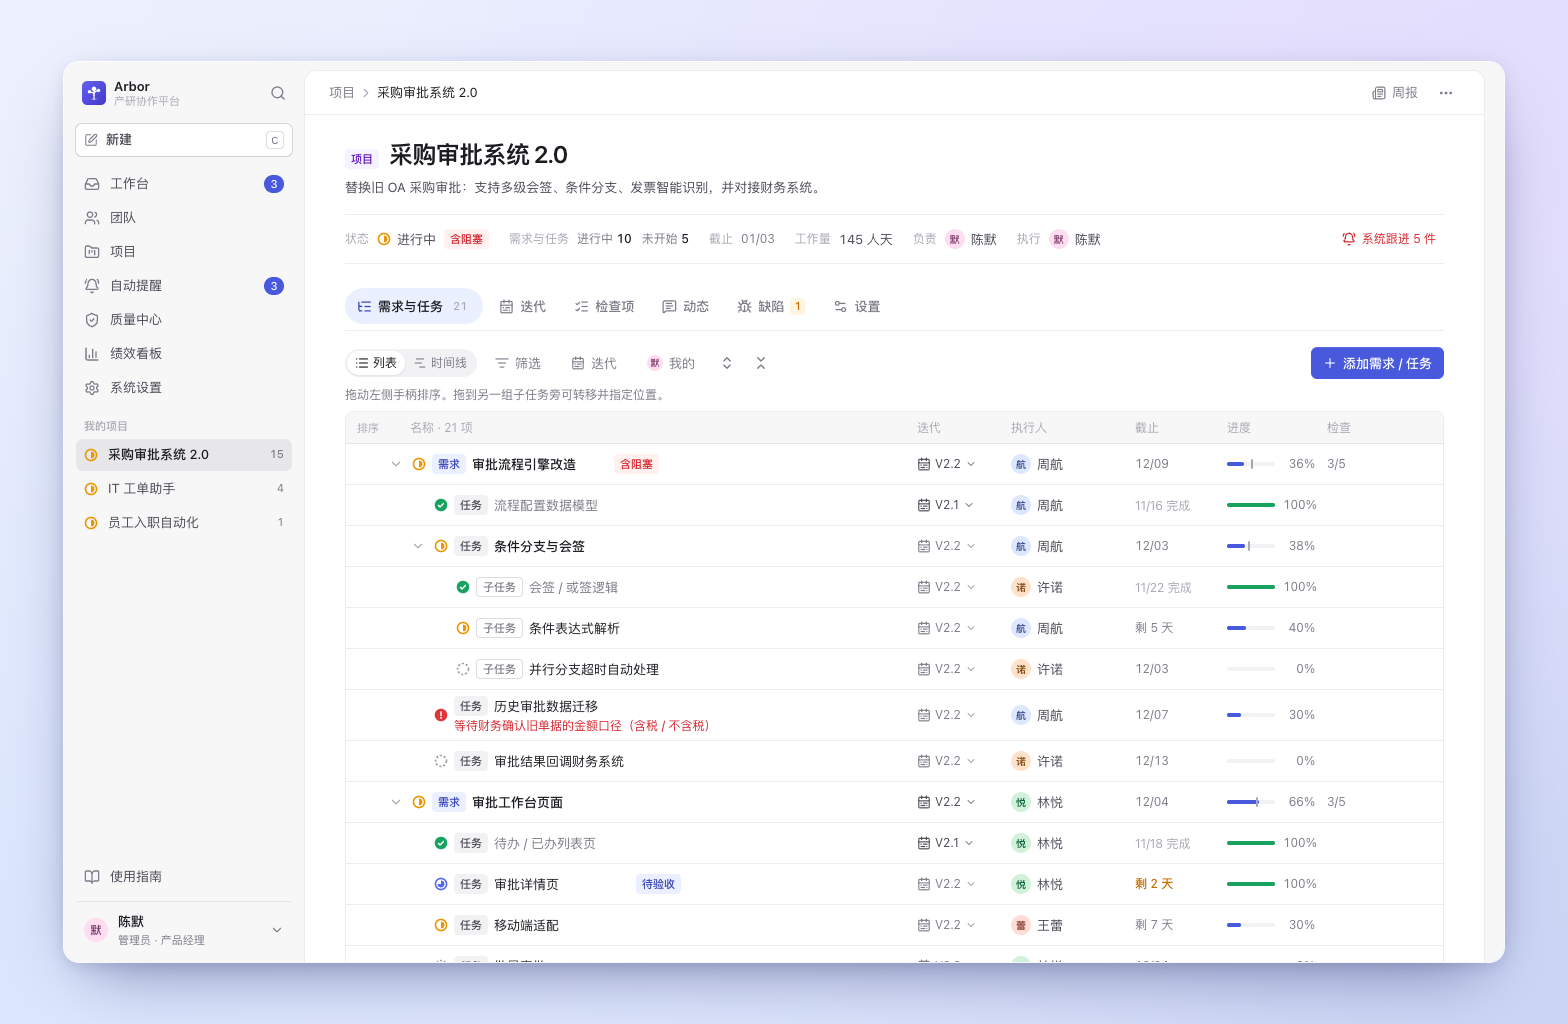 Arbor
产研协作平台
新建 C
工作台 3
团队
项目
自动提醒 3
质量中心
绩效看板
系统设置
我的项目
采购审批系统 2.0 15
IT 工单助手 4
员工入职自动化 1
使用指南
默 陈默
管理员 · 产品经理
项目 采购审批系统 2.0 周报
项目 采购审批系统 2.0
替换旧 OA 采购审批：支持多级会签、条件分支、发票智能识别，并对接财务系统。
状态 进行中 含阻塞 需求与任务 进行中 10 未开始 5 截止 01/03 工作量 145 人天 负责 默 陈默 执行 默 陈默 系统跟进 5 件
需求与任务 21 迭代 检查项 动态 缺陷 1 设置
列表 时间线 筛选 迭代 默 我的 添加需求 / 任务
拖动左侧手柄排序。拖到另一组子任务旁可转移并指定位置。
排序 名称 · 21 项 迭代 执行人 截止 进度 检查
需求 审批流程引擎改造 含阻塞 V2.2 航 周航 12/09 36% 3/5
任务 流程配置数据模型 V2.1 航 周航 11/16 完成 100%
任务 条件分支与会签 V2.2 航 周航 12/03 38%
子任务 会签 / 或签逻辑 V2.2 诺 许诺 11/22 完成 100%
子任务 条件表达式解析 V2.2 航 周航 剩 5 天 40%
子任务 并行分支超时自动处理 V2.2 诺 许诺 12/03 0%
任务 历史审批数据迁移 V2.2 航 周航 12/07 30%
等待财务确认旧单据的金额口径（含税 / 不含税）
任务 审批结果回调财务系统 V2.2 诺 许诺 12/13 0%
需求 审批工作台页面 V2.2 悦 林悦 12/04 66% 3/5
任务 待办 / 已办列表页 V2.1 悦 林悦 11/18 完成 100%
任务 审批详情页 待验收 V2.2 悦 林悦 剩 2 天 100%
任务 移动端适配 V2.2 蕾 王蕾 剩 7 天 30%